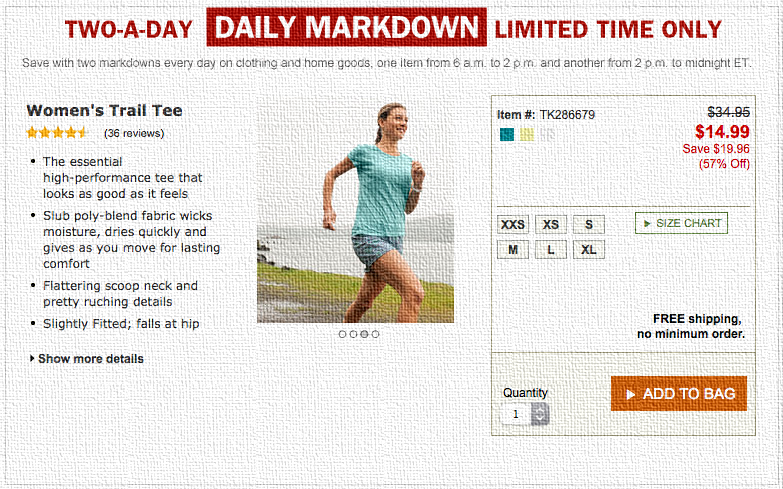 TWO-A-DAY DAILY MARKDOWN LIMITED TIME ONLY
Save with two markdowns every day on clothing and home goods, one item from 6 a.m. to 2 p.m. and another from 2 p.m. to midnight ET.
Women's Trail Tee
(36 reviews)
• The essential
high-performance tee that
looks as good as it feels
• Slub poly-blend fabric wicks
moisture, dries quickly and
gives as you move for lasting
comfort
• Flattering scoop neck and
pretty ruching details
• Slightly Fitted; falls at hip
Show more details
Item #: TK286679
$34.95
$14.99
Save $19.96
(57% Off)
XXS XS S
M L XL
SIZE CHART
FREE shipping,
no minimum order.
Quantity
1
ADD TO BAG